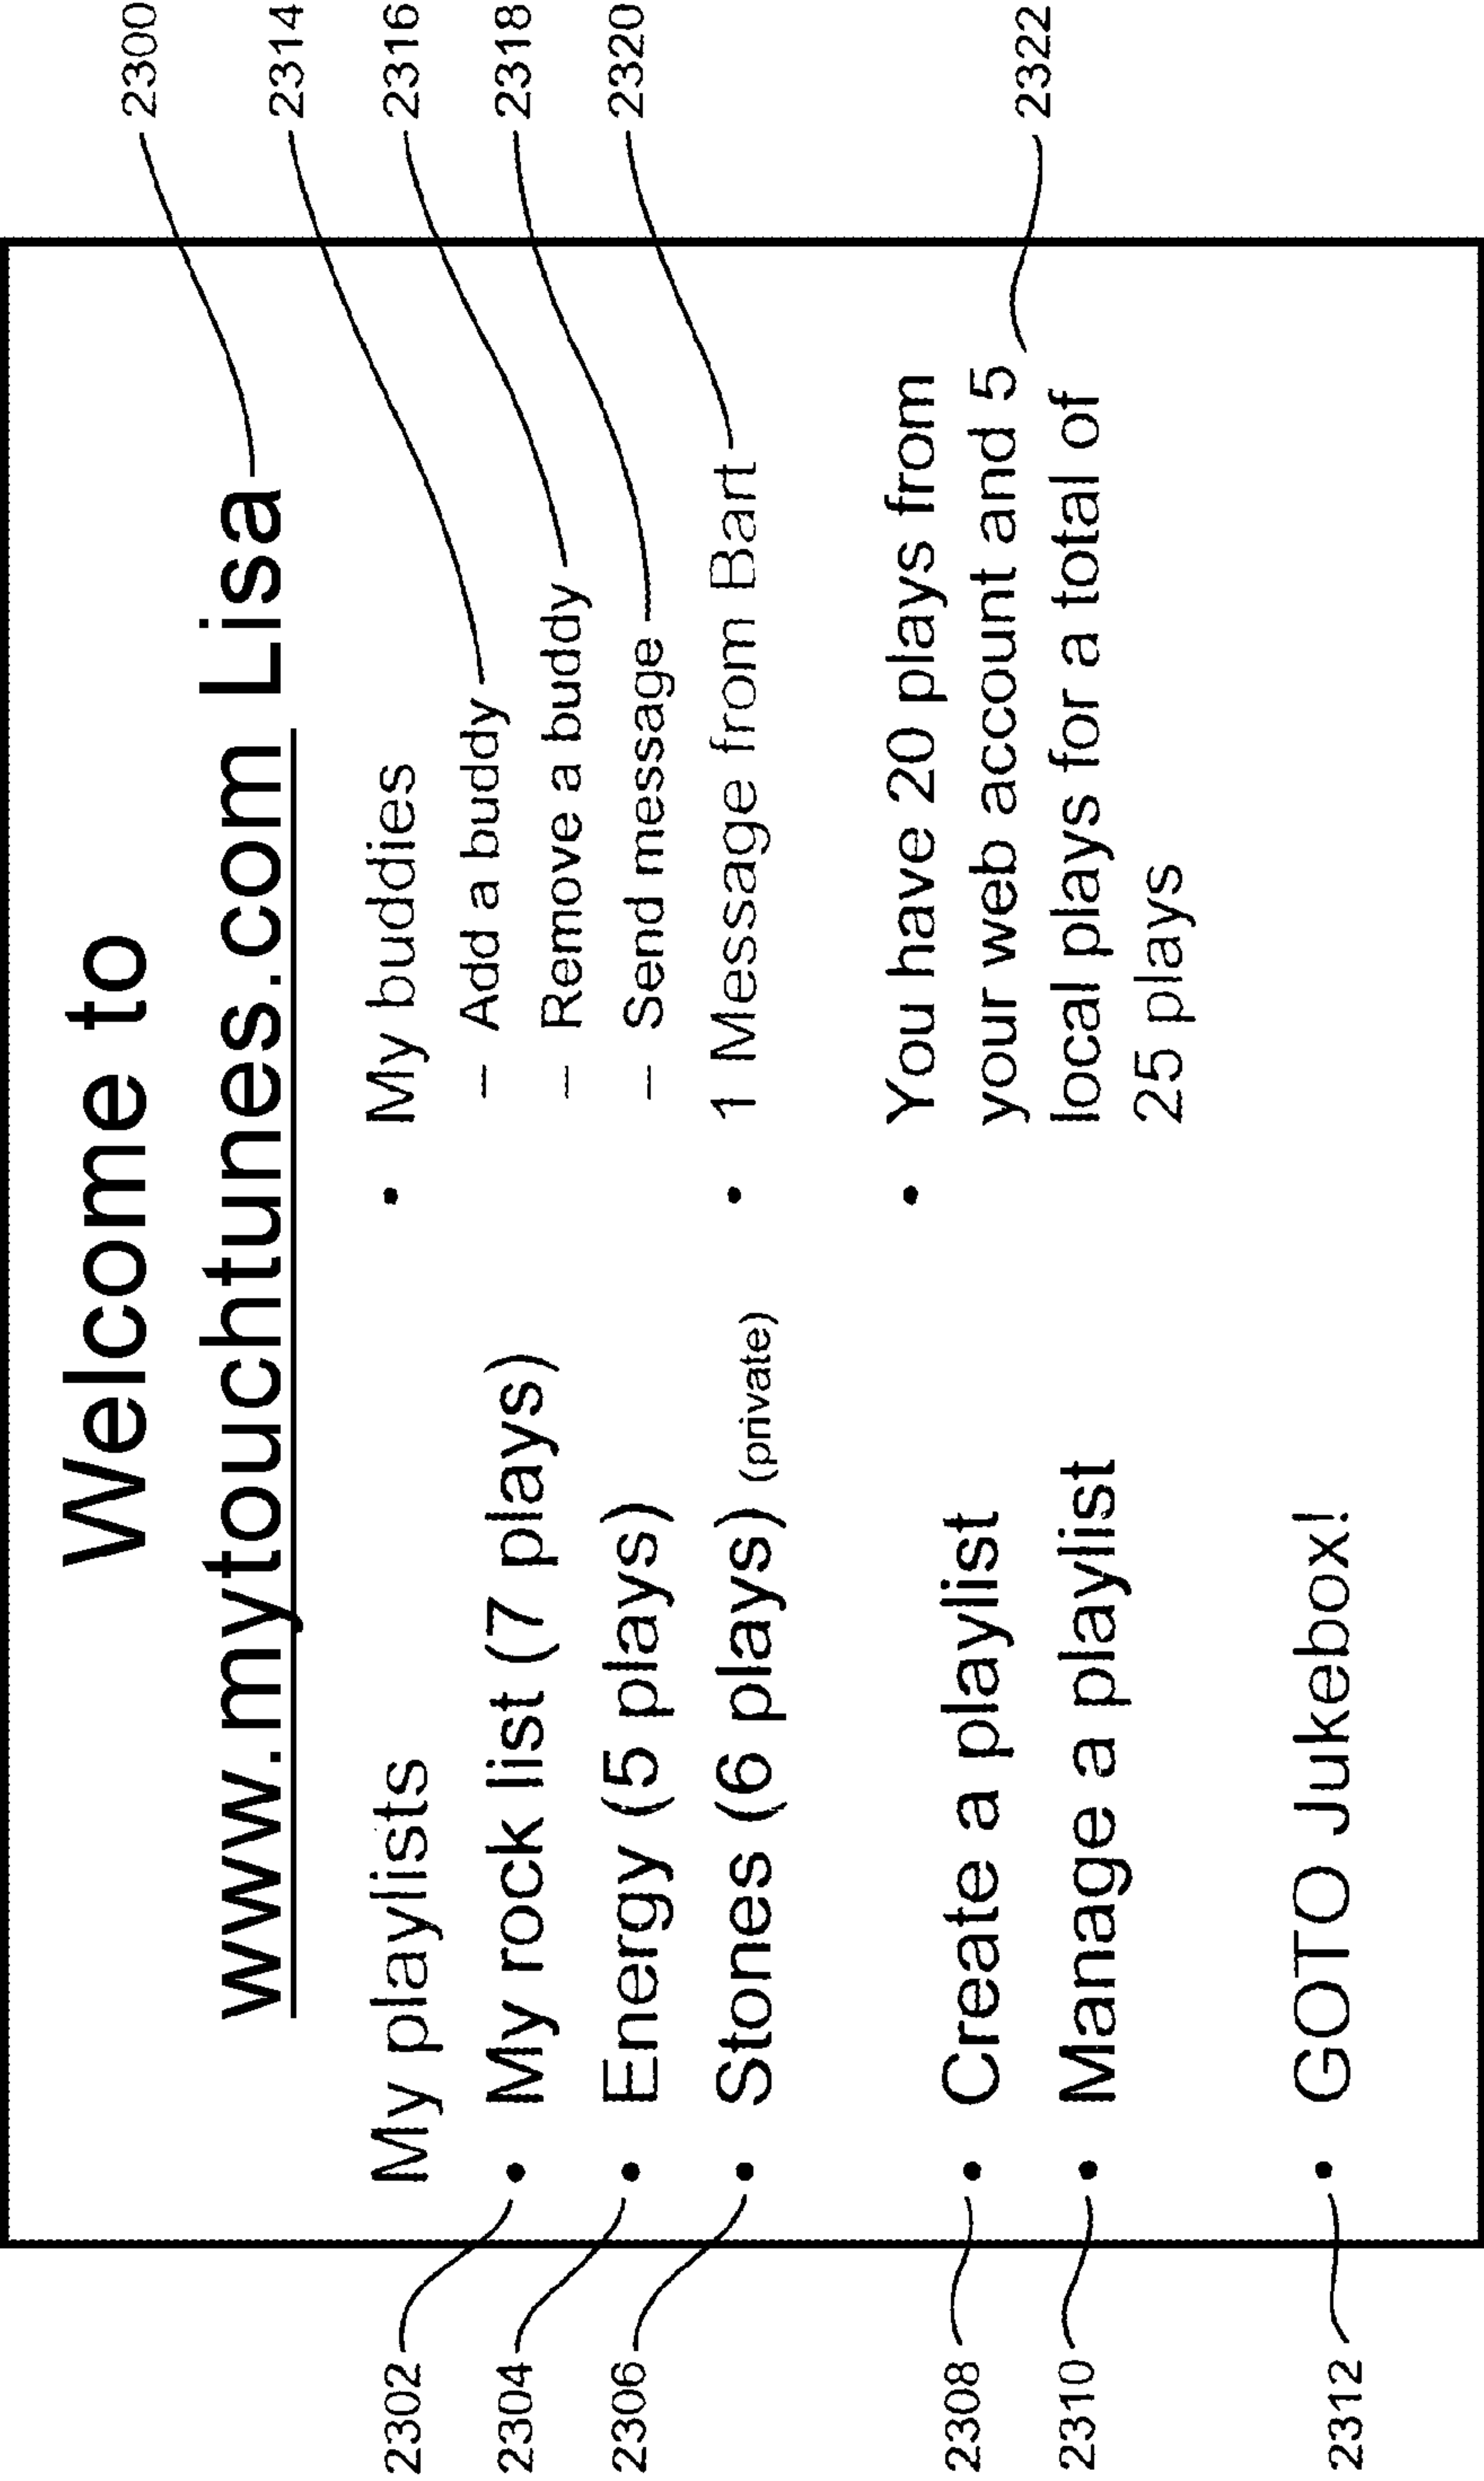 Welcome to
www.mytouchtunes.com Lisa
2300
My playlists
2302
• My rock list (7 plays)
2304
• Energy (5 plays)
2306
• Stones (6 plays) (private)
2308
• Create a playlist
2310
• Manage a playlist
2312
• GOTO Jukebox!
• My buddies
– Add a buddy
2314
– Remove a buddy
2316
– Send message
2318
• 1 Message from Bart
2320
• You have 20 plays from
your web account and 5
local plays for a total of
25 plays
2322